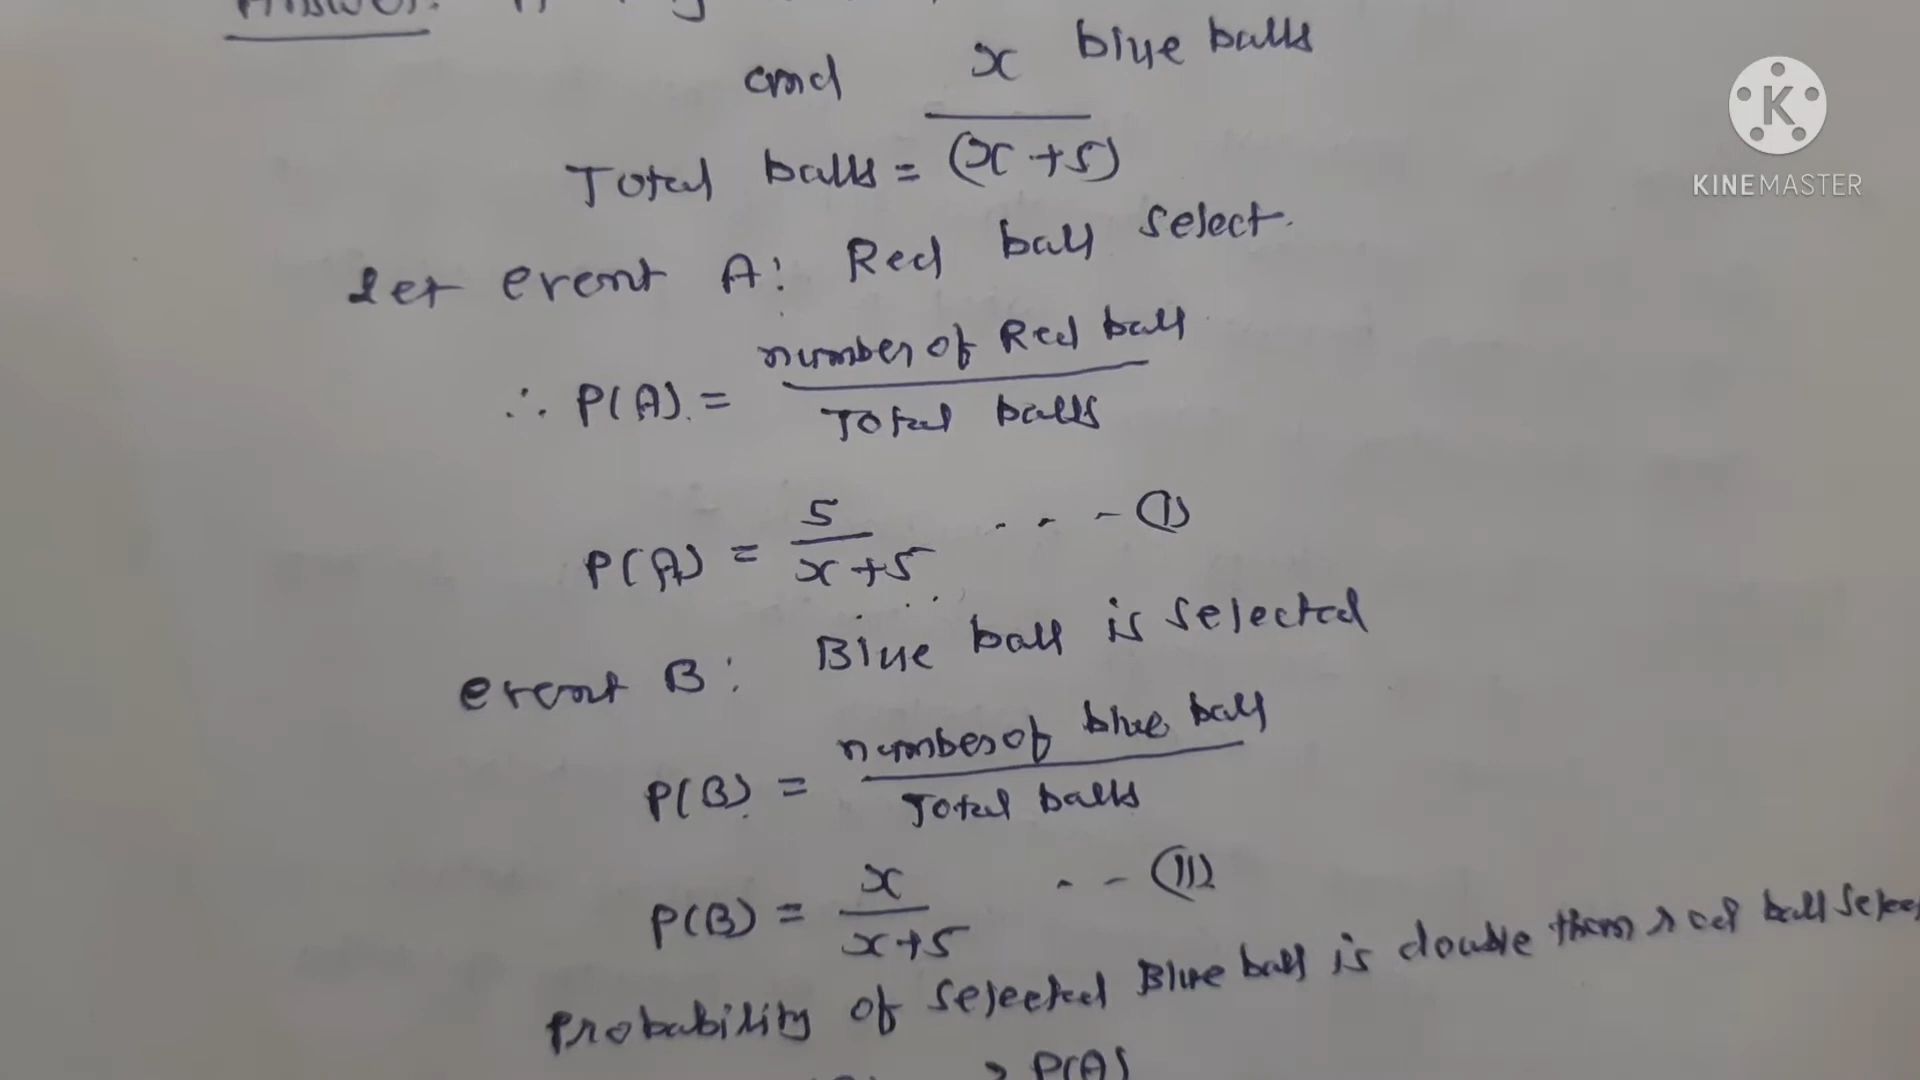 Answer:
and x blue balls
Total balls = (x+5)
Let event A: Red ball select.
∴ P(A) = number of Red ball / Total balls
P(A) = 5 / x+5 - - - (I)
event B: Blue ball is selected
P(B) = number of blue ball / Total balls
P(B) = x / x+5 - - (II)
Probability of selected Blue ball is double than red ball
P(A)
K
KINEMASTER